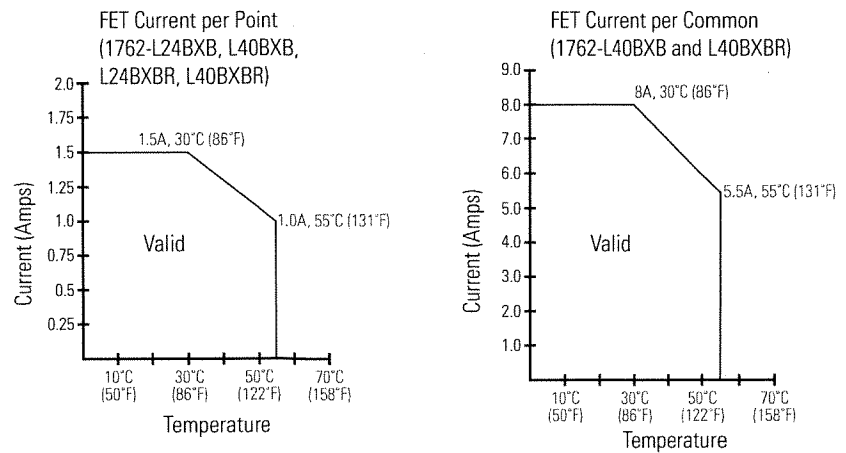 FET Current per Point
(1762-L24BXB, L40BXB,
L24BXBR, L40BXBR)
2.0
1.75
1.5
1.25
1.0
0.75
0.5
0.25
Current (Amps)
1.5A, 30°C (86°F)
1.0A, 55°C (131°F)
Valid
10°C
(50°F)
30°C
(86°F)
50°C
(122°F)
70°C
(158°F)
Temperature
FET Current per Common
(1762-L40BXB and L40BXBR)
9.0
8.0
7.0
6.0
5.0
4.0
3.0
2.0
1.0
Current (Amps)
8A, 30°C (86°F)
5.5A, 55°C (131°F)
Valid
10°C
(50°F)
30°C
(86°F)
50°C
(122°F)
70°C
(158°F)
Temperature